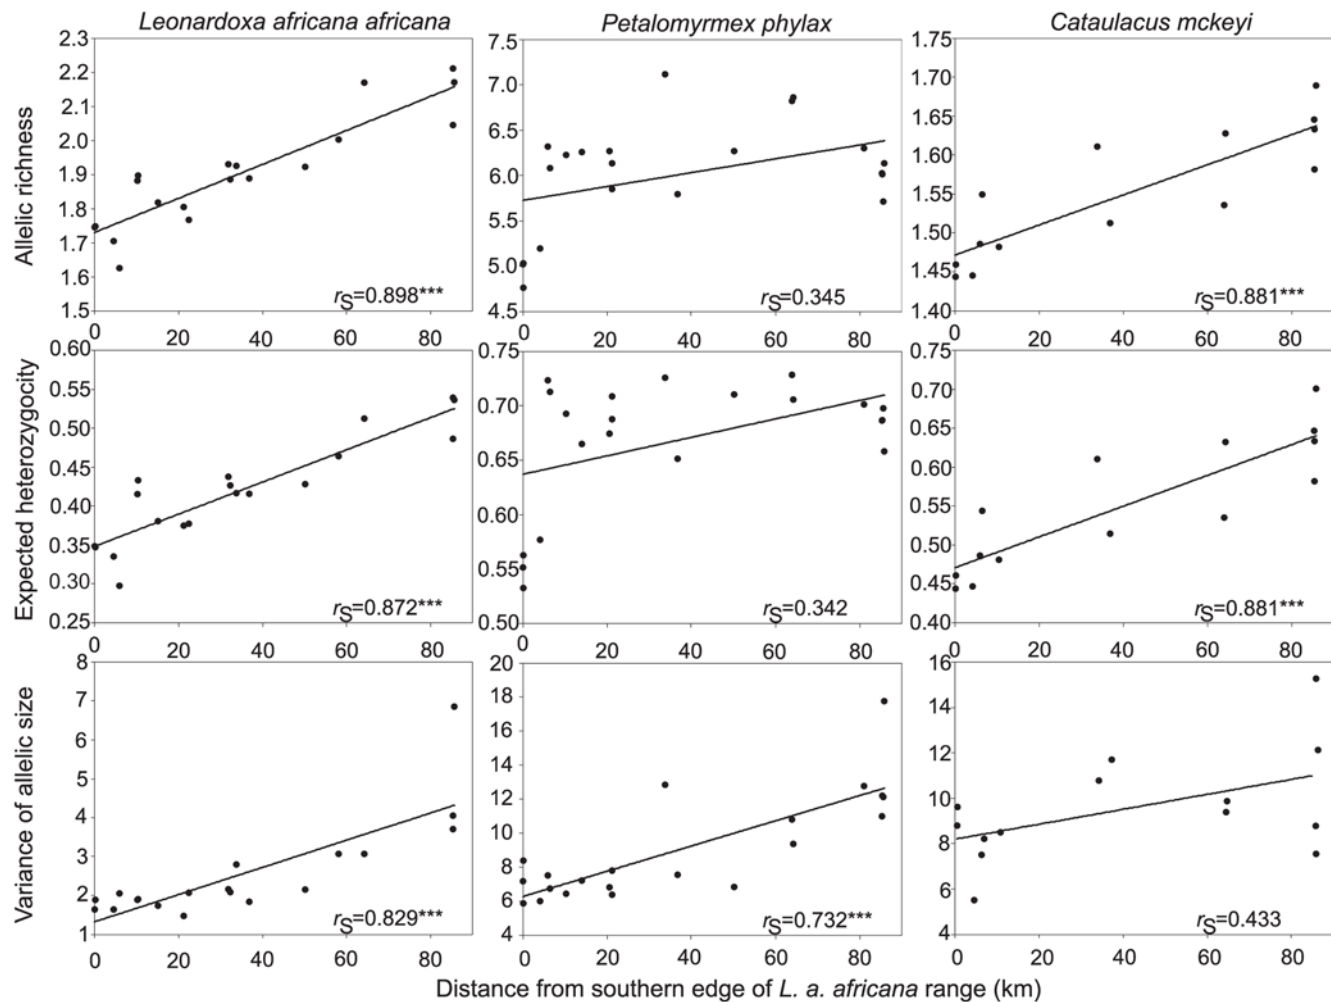 Leonardoxa africana africana
Petalomyrmex phylax
Cataulacus mckeyi
Allelic richness
2.3
2.2
2.1
2.0
1.9
1.8
1.7
1.6
1.5
0 20 40 60 80
rS=0.898***
7.5
7.0
6.5
6.0
5.5
5.0
4.5
0 20 40 60 80
rS=0.345
1.75
1.70
1.65
1.60
1.55
1.50
1.45
1.40
0 20 40 60 80
rS=0.881***
Expected heterozygocity
0.60
0.55
0.50
0.45
0.40
0.35
0.30
0.25
0 20 40 60 80
rS=0.872***
0.75
0.70
0.65
0.60
0.55
0.50
0 20 40 60 80
rS=0.342
0.75
0.70
0.65
0.60
0.55
0.50
0.45
0.40
0 20 40 60 80
rS=0.881***
Variance of allelic size
8
7
6
5
4
3
2
1
0 20 40 60 80
rS=0.829***
20
18
16
14
12
10
8
6
4
0 20 40 60 80
rS=0.732***
16
14
12
10
8
6
4
0 20 40 60 80
rS=0.433
Distance from southern edge of L. a. africana range (km)